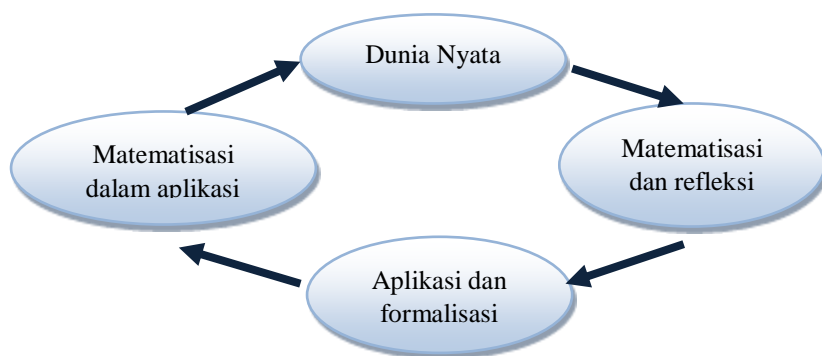 Dunia Nyata
Matematisasi
dan refleksi
Aplikasi dan
formalisasi
Matematisasi
dalam aplikasi